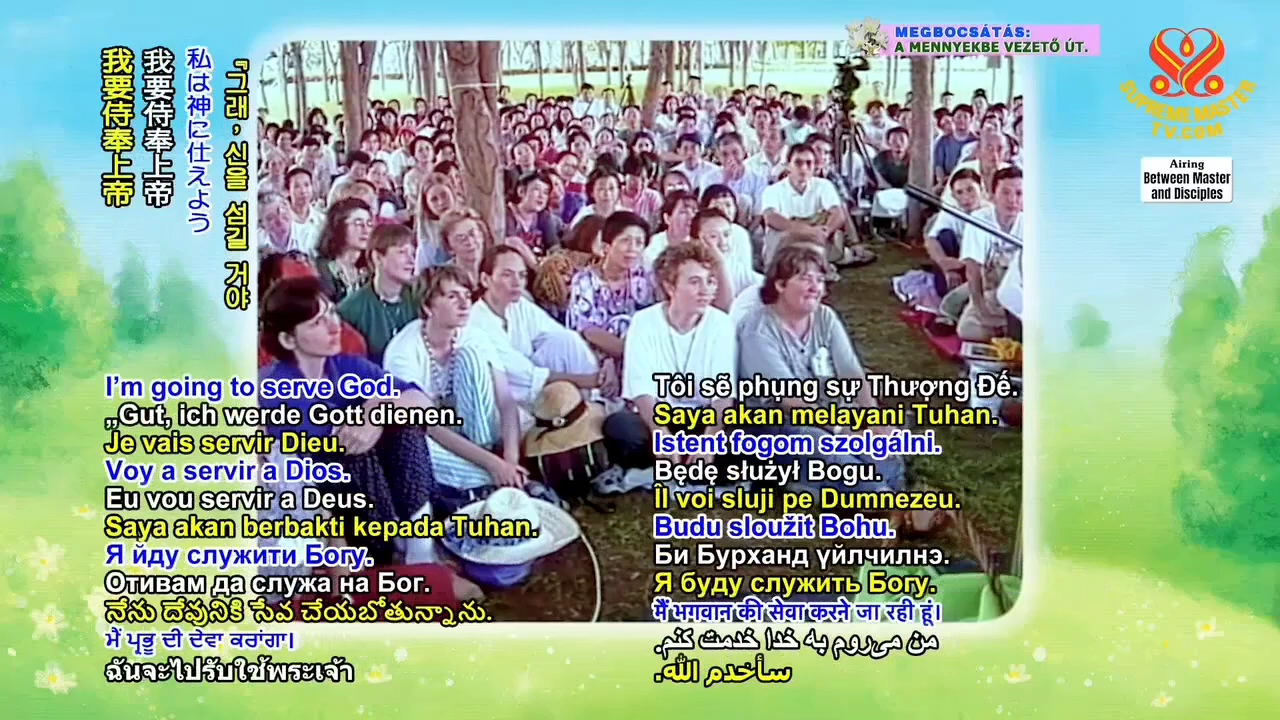 MEGBOCSÁTÁS:
A MENNYEKBE VEZETŐ ÚT.
SUPREME MASTER
TV.COM
Airing
Between Master
and Disciples
我要侍奉上帝
我要侍奉上帝
私は神に仕えよう
『그래, 신을 섬길 거야
I’m going to serve God.
„Gut, ich werde Gott dienen.
Je vais servir Dieu.
Voy a servir a Dios.
Eu vou servir a Deus.
Saya akan berbakti kepada Tuhan.
Я йду служити Богу.
Отивам да служа на Бог.
నేను దేవునికి సేవ చేయబోతున్నాను.
ਮੈਂ ਪ੍ਰਭੂ ਦੀ ਦੇਵਾ ਕਰਾਂਗਾ।
ฉันจะไปรับใช้พระเจ้า
Tôi sẽ phụng sự Thượng Đế.
Saya akan melayani Tuhan.
Istent fogom szolgálni.
Będę służył Bogu.
Îl voi sluji pe Dumnezeu.
Budu sloužit Bohu.
Би Бурханд үйлчилнэ.
Я буду служить Богу.
मैं भगवान की सेवा करने जा रही हूं।
من می‌روم به خدا خدمت کنم.
سأخدم الله.